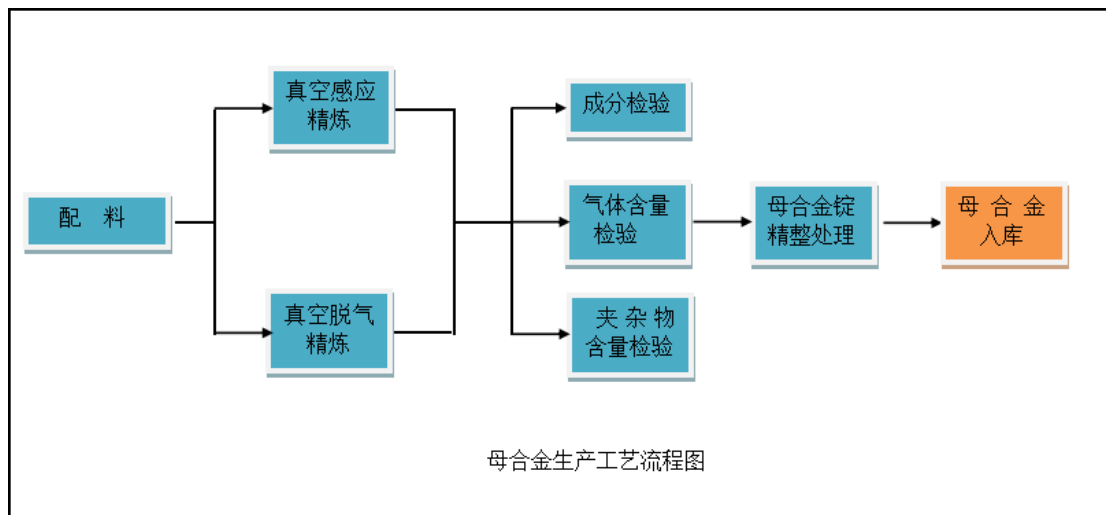 配 料
真空感应
精炼
真空脱气
精炼
成分检验
气体含量
检验
夹 杂 物
含量检验
母合金锭
精整处理
母 合 金
入库
母合金生产工艺流程图